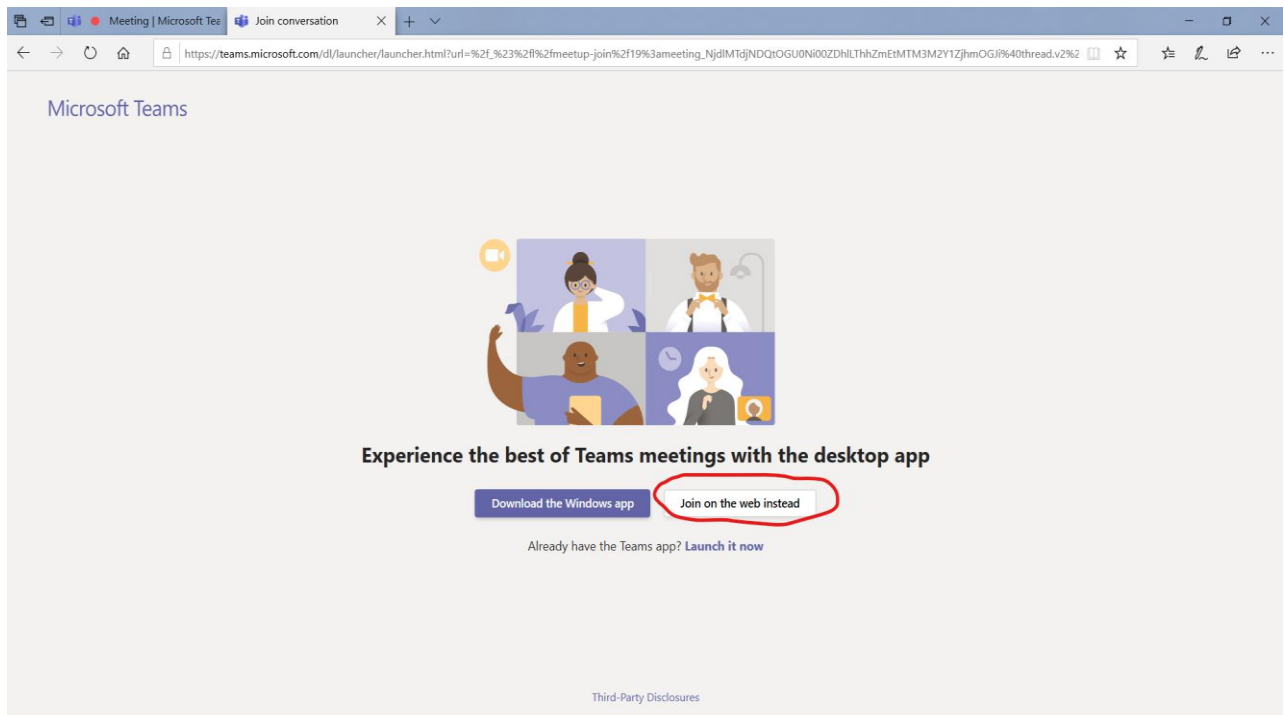 Meeting | Microsoft Tea
Join conversation
https://teams.microsoft.com/dl/launcher/launcher.html?url=%2f_%23%2fl%2fmeetup-join%2f19%3ameeting_NjdlMTdjNDQtOGU0Ni00ZDhlLThhZmEtMTM3M2Y1ZjhmOGJi%40thread.v2%2
Microsoft Teams
Experience the best of Teams meetings with the desktop app
Download the Windows app
Join on the web instead
Already have the Teams app? Launch it now
Third-Party Disclosures